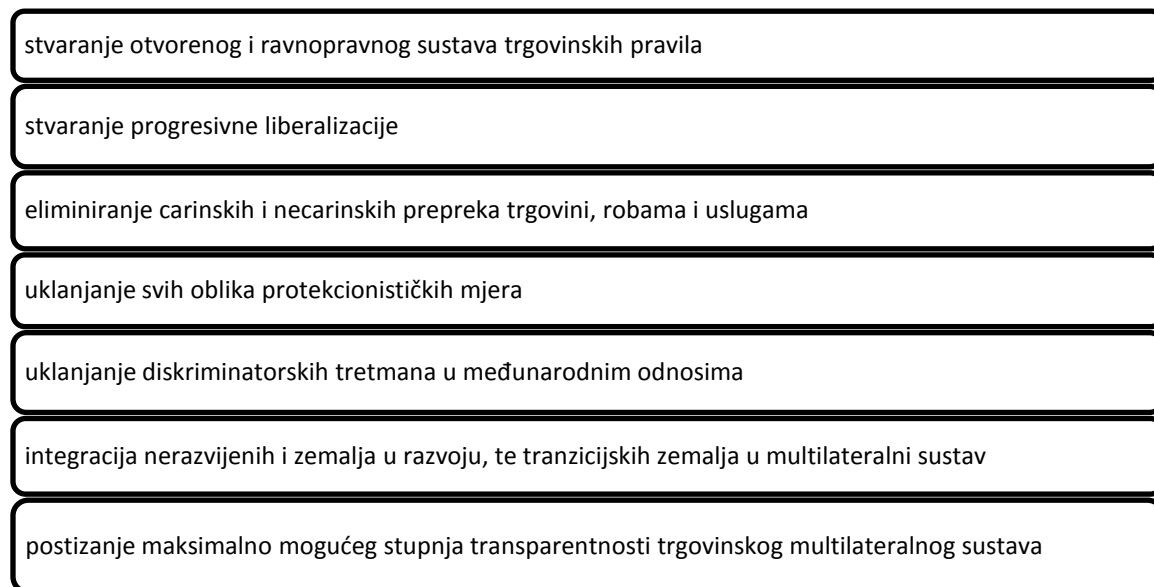 stvaranje otvorenog i ravnopravnog sustava trgovinskih pravila
stvaranje progresivne liberalizacije
eliminiranje carinskih i necarinskih prepreka trgovini, robama i uslugama
uklanjanje svih oblika protekcionističkih mjera
uklanjanje diskriminatorskih tretmana u međunarodnim odnosima
integracija nerazvijenih i zemalja u razvoju, te tranzicijskih zemalja u multilateralni sustav
postizanje maksimalno mogućeg stupnja transparentnosti trgovinskog multilateralnog sustava